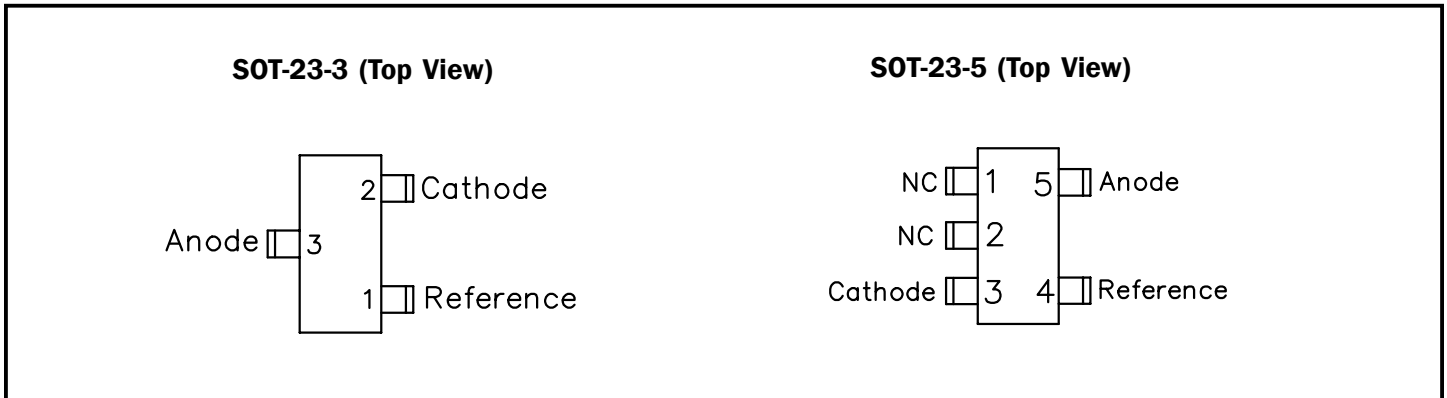 SOT-23-3 (Top View)
2 Cathode
Anode 3
1 Reference
SOT-23-5 (Top View)
NC 1 5 Anode
NC 2
Cathode 3 4 Reference